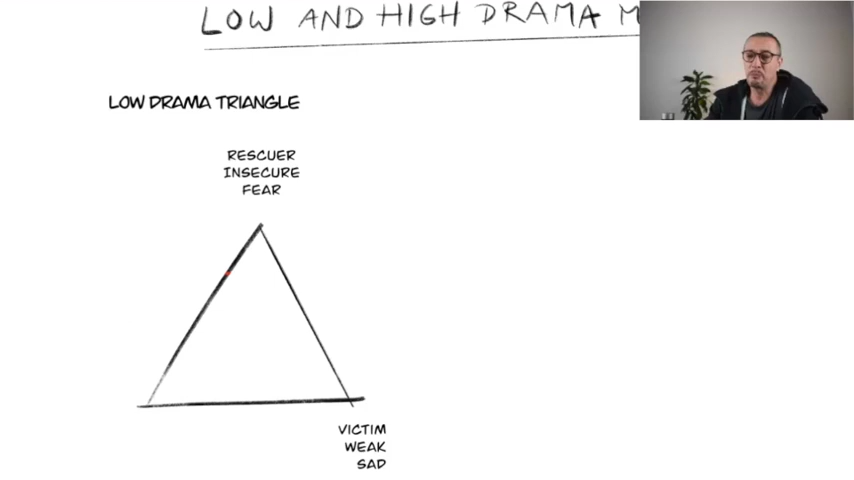 LOW AND HIGH DRAMA M
LOW DRAMA TRIANGLE
RESCUER
INSECURE
FEAR
VICTIM
WEAK
SAD